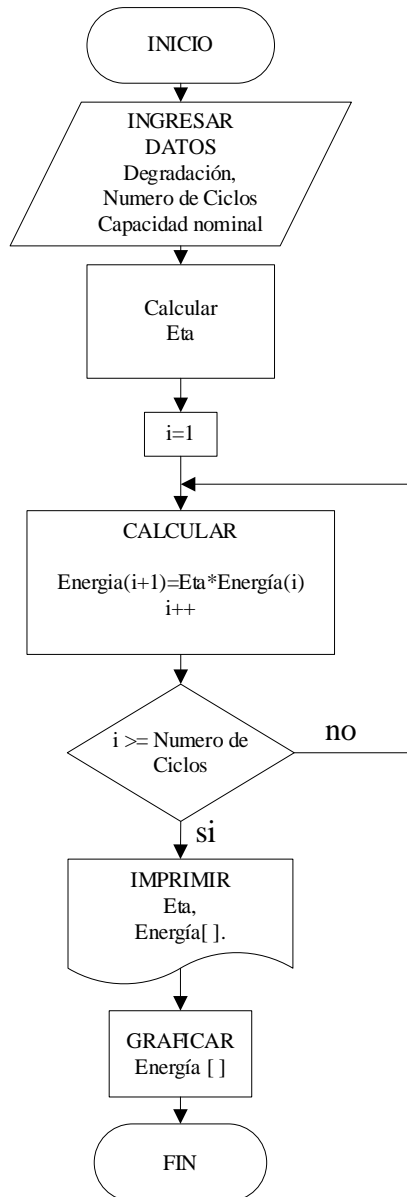 INICIO
INGRESAR
DATOS
Degradación,
Numero de Ciclos
Capacidad nominal
Calcular
Eta
i=1
CALCULAR
Energia(i+1)=Eta*Energía(i)
i++
i >= Numero de
Ciclos
no
si
IMPRIMIR
Eta,
Energía[ ].
GRAFICAR
Energía [ ]
FIN